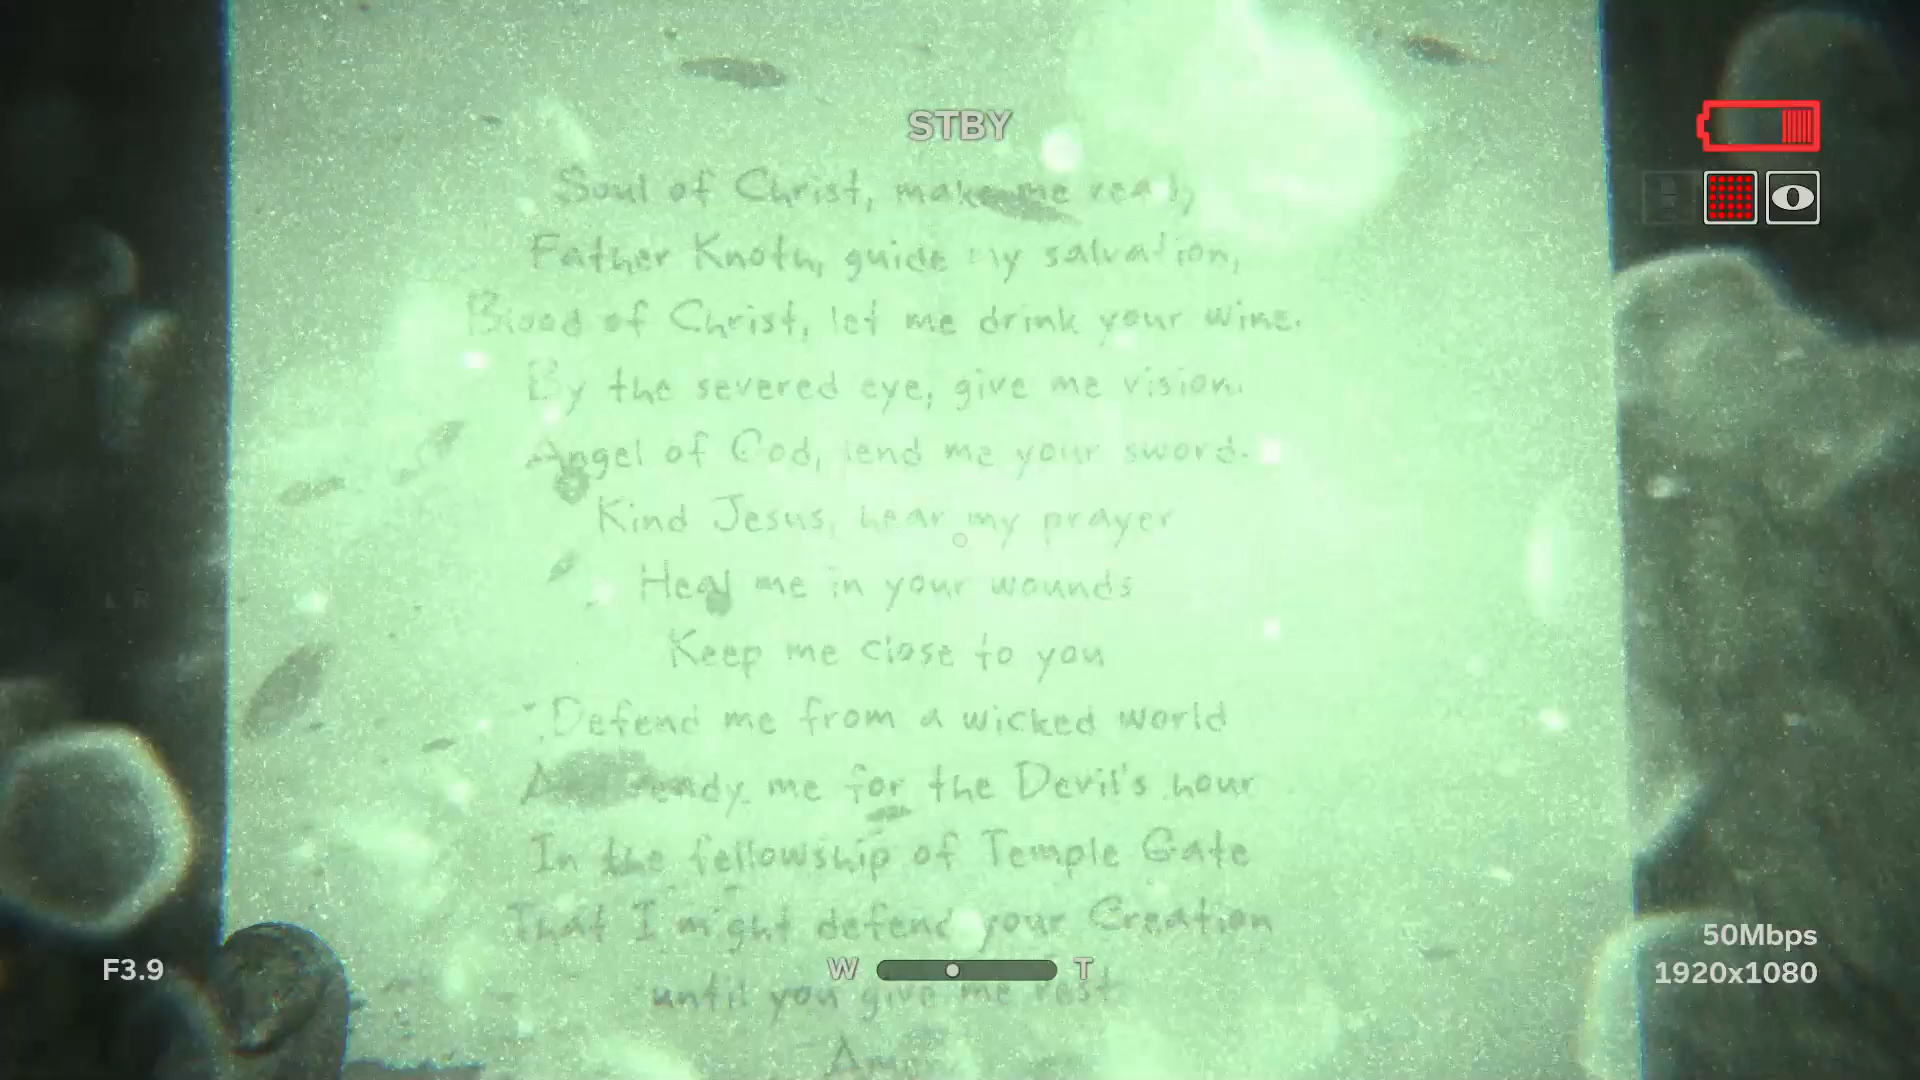 STBY
Soul of Christ, make me ready,
Father Knoth, guide my salvation,
Blood of Christ, let me drink your wine.
By the severed eye, give me vision.
Angel of God, lend me your sword.
Kind Jesus, hear my prayer
Heal me in your wounds
Keep me close to you
Defend me from a wicked world
ready me for the Devil's hour
In the fellowship of Temple Gate
That I might defend your Creation
50Mbps
F3.9
W T
1920x1080
until you give me rest